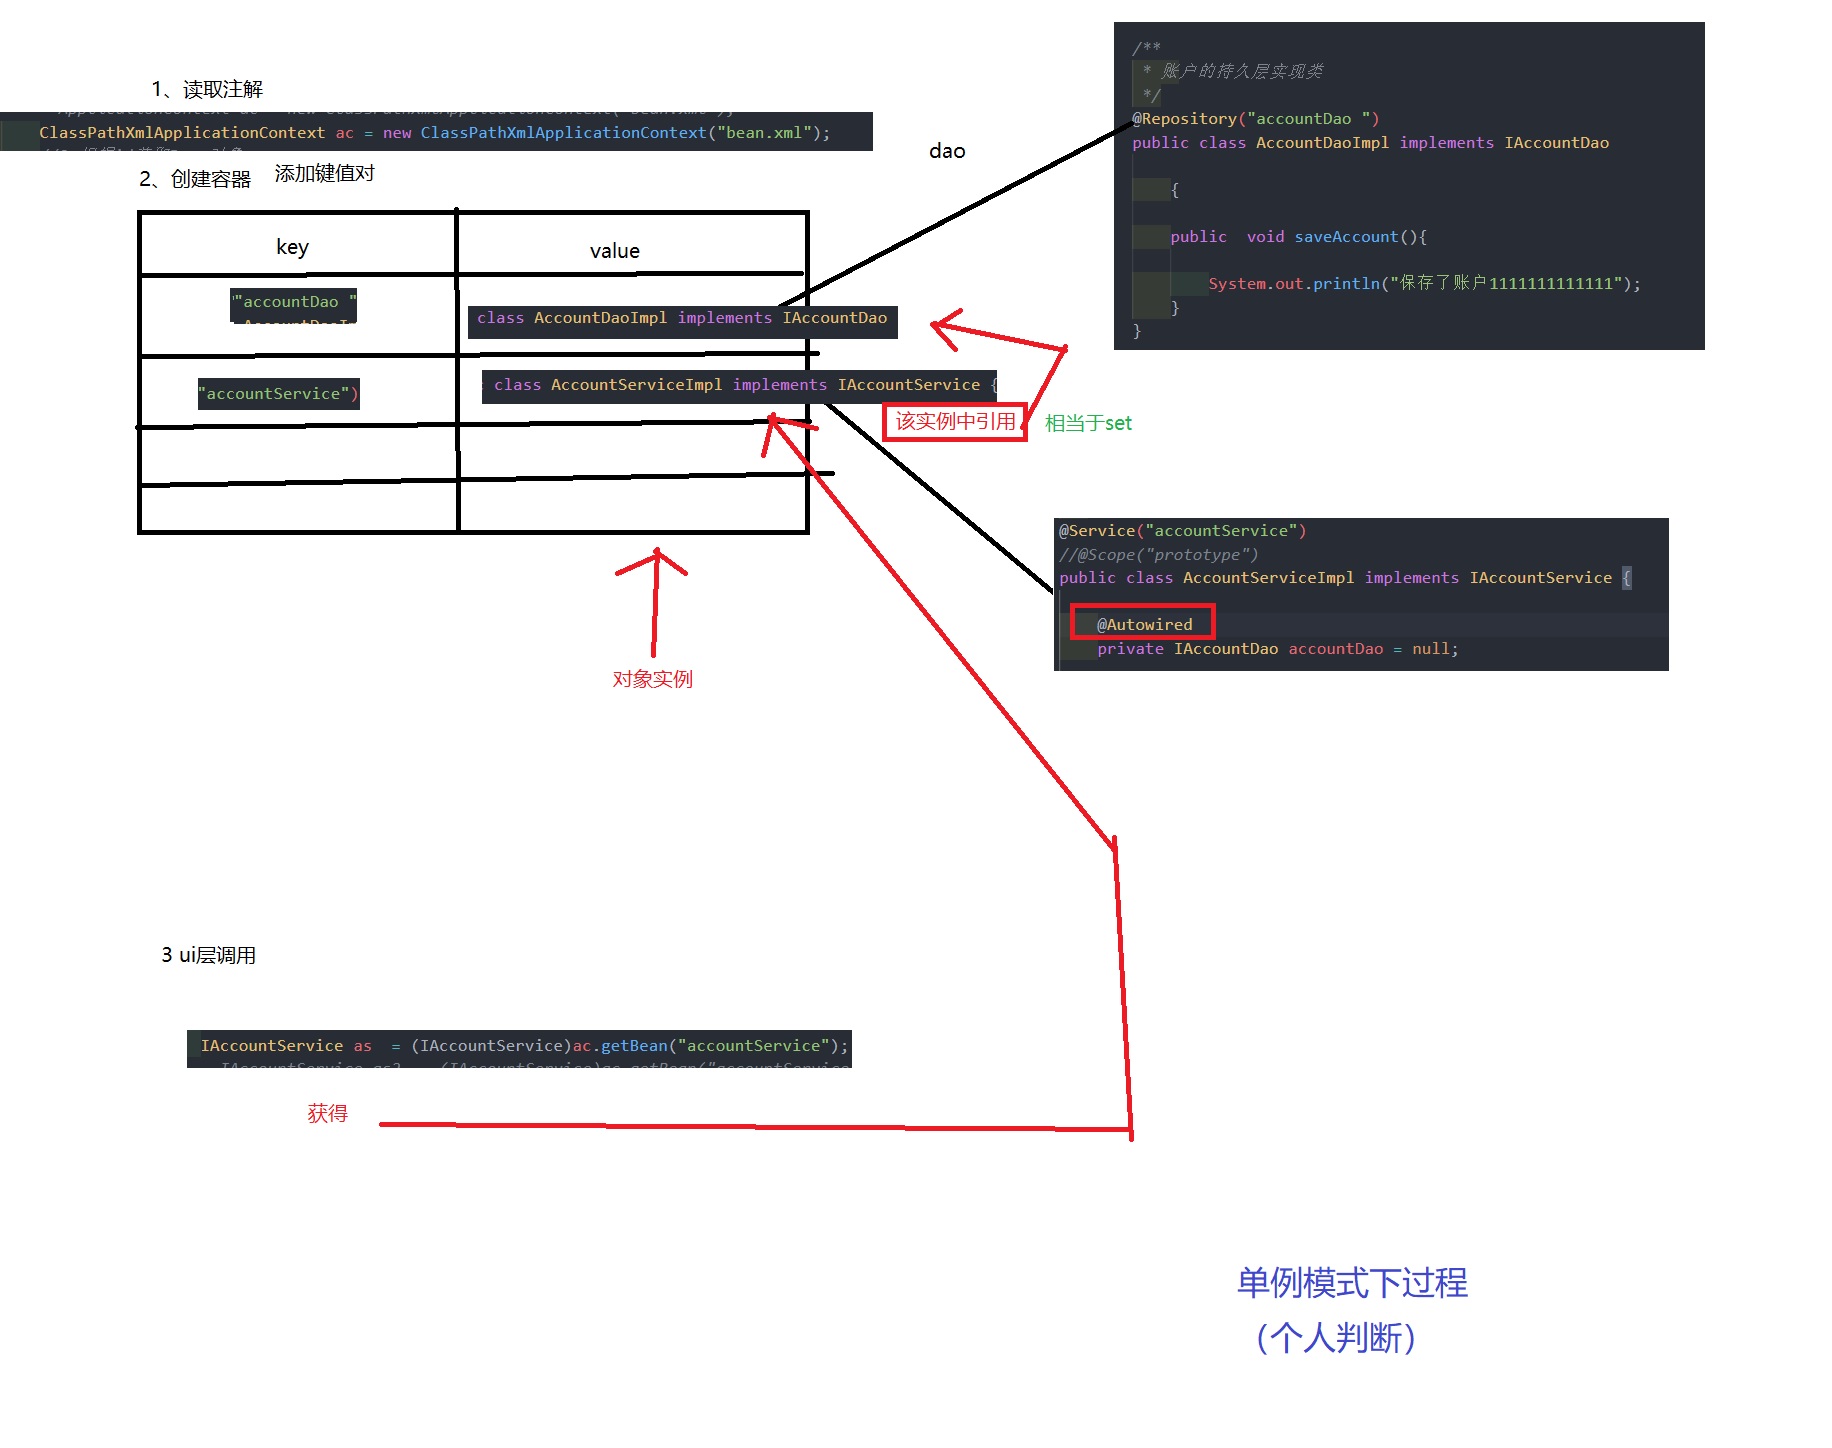 1、读取注解
ClassPathXmlApplicationContext ac = new ClassPathXmlApplicationContext("bean.xml");
2、创建容器 添加键值对
key value
"accountDao "
class AccountDaoImpl implements IAccountDao
"accountService")
class AccountServiceImpl implements IAccountService {
该实例中引用
相当于set
对象实例
dao
/**
* 账户的持久层实现类
*/
@Repository("accountDao ")
public class AccountDaoImpl implements IAccountDao
{
public void saveAccount(){
System.out.println("保存了账户1111111111111");
}
}
@Service("accountService")
//@Scope("prototype")
public class AccountServiceImpl implements IAccountService {
@Autowired
private IAccountDao accountDao = null;
3 ui层调用
IAccountService as = (IAccountService)ac.getBean("accountService");
获得
单例模式下过程
（个人判断）